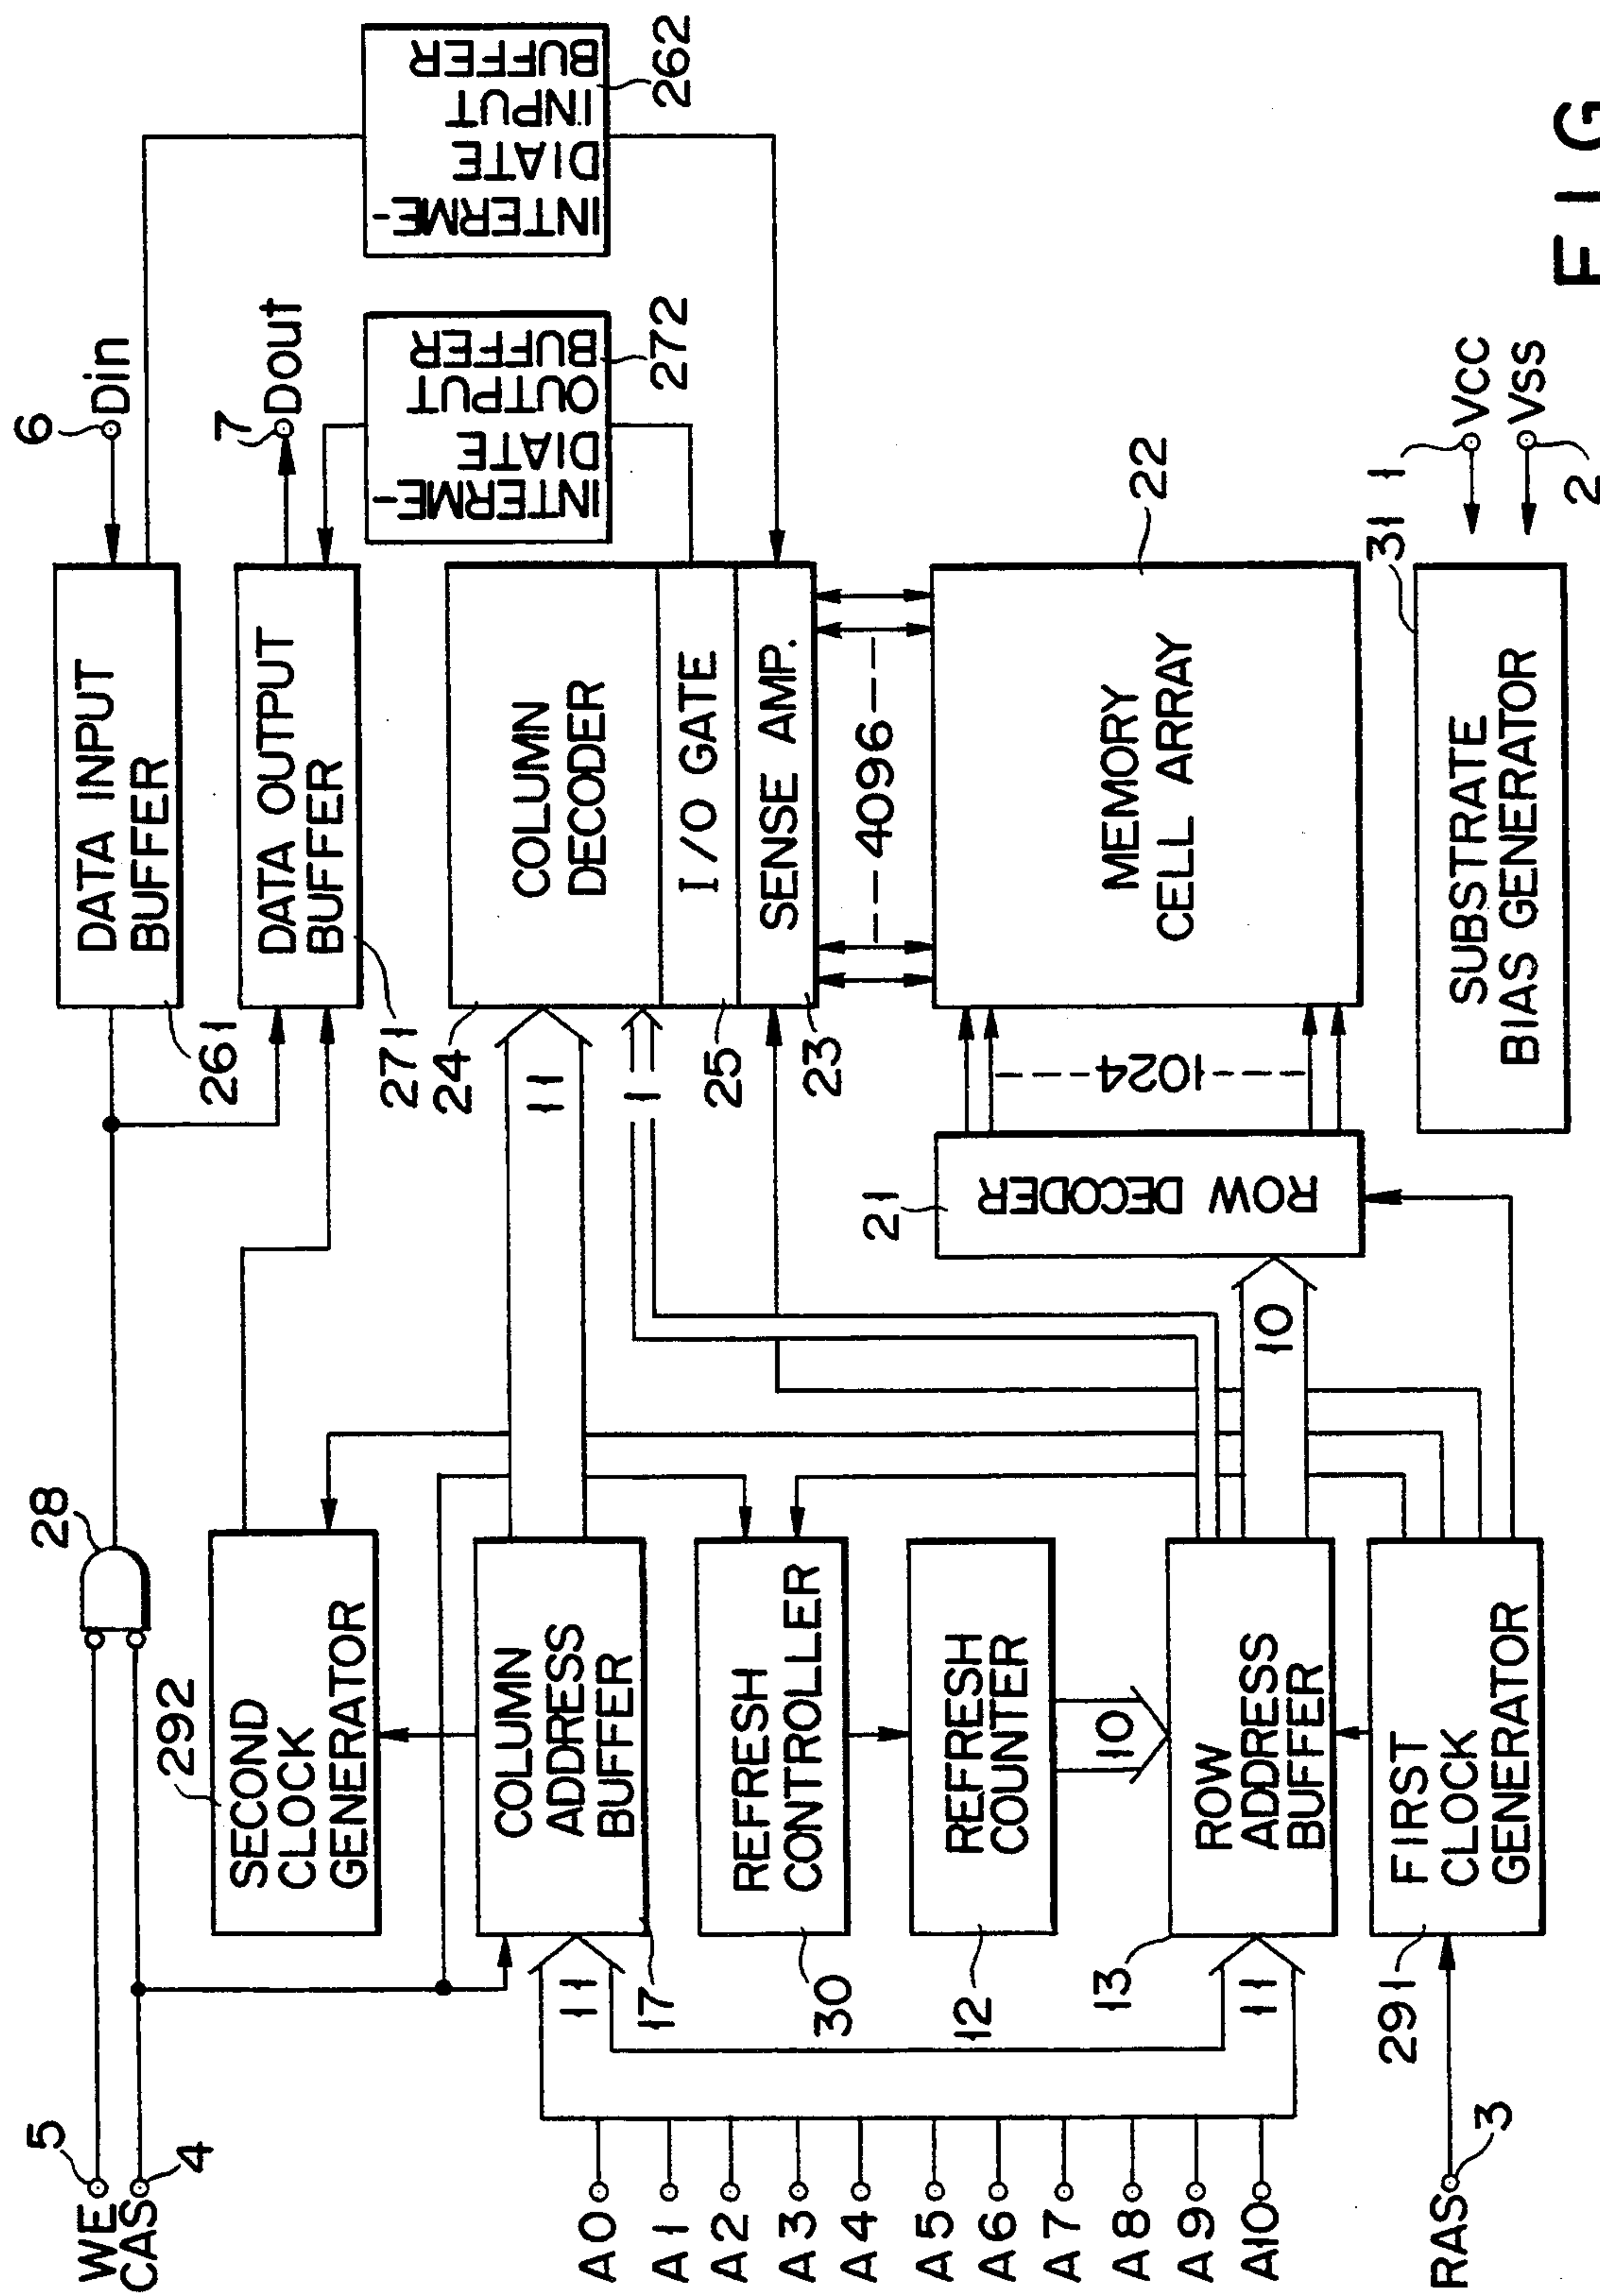 5
WE
CAS
4
28
292
SECOND
CLOCK
GENERATOR
COLUMN
ADDRESS
BUFFER
17
11
REFRESH
CONTROLLER
30
REFRESH
COUNTER
12
10
ROW
ADDRESS
BUFFER
13
11
FIRST
CLOCK
GENERATOR
291
A0
A1
A2
A3
A4
A5
A6
A7
A8
A9
A10
RAS
3
DATA INPUT
BUFFER
261
6
Din
DATA OUTPUT
BUFFER
271
7
Dout
COLUMN
DECODER
24
11
1
I/O GATE
25
SENSE AMP.
23
4096
MEMORY
CELL ARRAY
22
1024
ROW DECODER
21
10
INTERME-
DIATE
OUTPUT
BUFFER
272
INTERME-
DIATE
INPUT
BUFFER
262
SUBSTRATE
BIAS GENERATOR
31
1
VCC
VSS
2
FIG